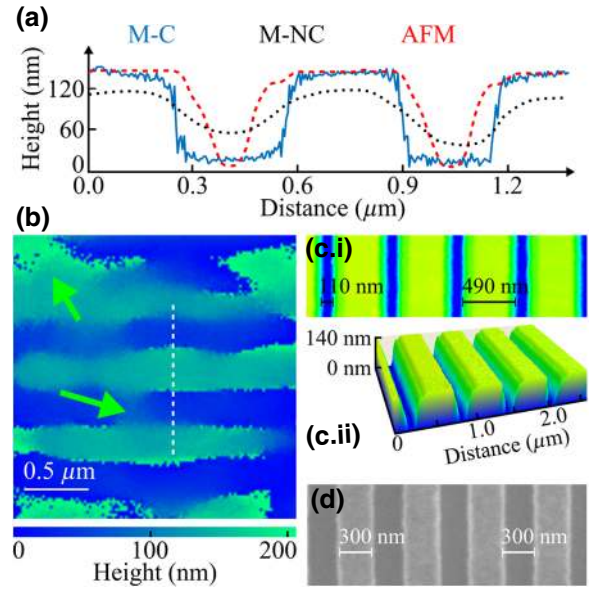 (a)
M-C M-NC AFM
Height (nm)
120
60
0
0.0 0.3 0.6 0.9 1.2
Distance (μm)
(b)
0.5 μm
0 100 200
Height (nm)
(c.i)
110 nm 490 nm
140 nm
0 nm
(c.ii)
0 1.0 2.0
Distance (μm)
(d)
300 nm 300 nm